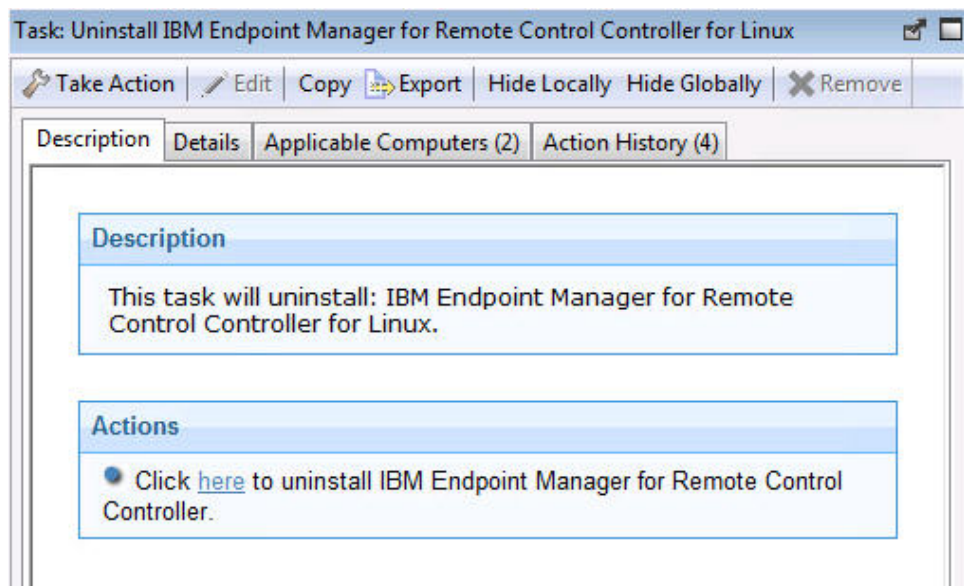 Task: Uninstall IBM Endpoint Manager for Remote Control Controller for Linux
Take Action Edit Copy Export Hide Locally Hide Globally Remove
Description Details Applicable Computers (2) Action History (4)
Description
This task will uninstall: IBM Endpoint Manager for Remote
Control Controller for Linux.
Actions
Click here to uninstall IBM Endpoint Manager for Remote Control
Controller.